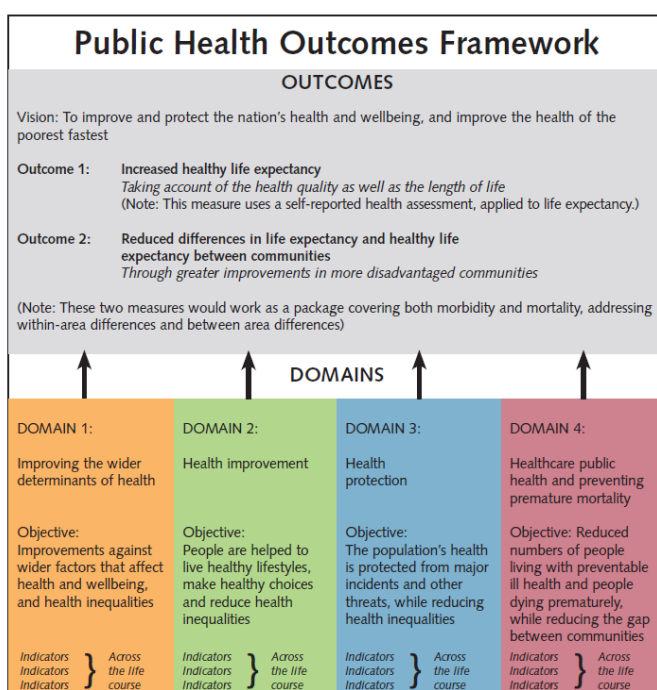 Public Health Outcomes Framework
OUTCOMES
Vision: To improve and protect the nation's health and wellbeing, and improve the health of the
poorest fastest
Outcome 1: Increased healthy life expectancy
Taking account of the health quality as well as the length of life
(Note: This measure uses a self-reported health assessment, applied to life expectancy.)
Outcome 2: Reduced differences in life expectancy and healthy life
expectancy between communities
Through greater improvements in more disadvantaged communities
(Note: These two measures would work as a package covering both morbidity and mortality, addressing
within-area differences and between area differences)
DOMAINS
DOMAIN 1:
Improving the wider
determinants of health
Objective:
Improvements against
wider factors that affect
health and wellbeing,
and health inequalities
Indicators
Indicators
Indicators
} Across
the life
course
DOMAIN 2:
Health improvement
Objective:
People are helped to
live healthy lifestyles,
make healthy choices
and reduce health
inequalities
Indicators
Indicators
Indicators
} Across
the life
course
DOMAIN 3:
Health
protection
Objective:
The population's health
is protected from major
incidents and other
threats, while reducing
health inequalities
Indicators
Indicators
Indicators
} Across
the life
course
DOMAIN 4:
Healthcare public
health and preventing
premature mortality
Objective: Reduced
numbers of people
living with preventable
ill health and people
dying prematurely,
while reducing the gap
between communities
Indicators
Indicators
Indicators
} Across
the life
course